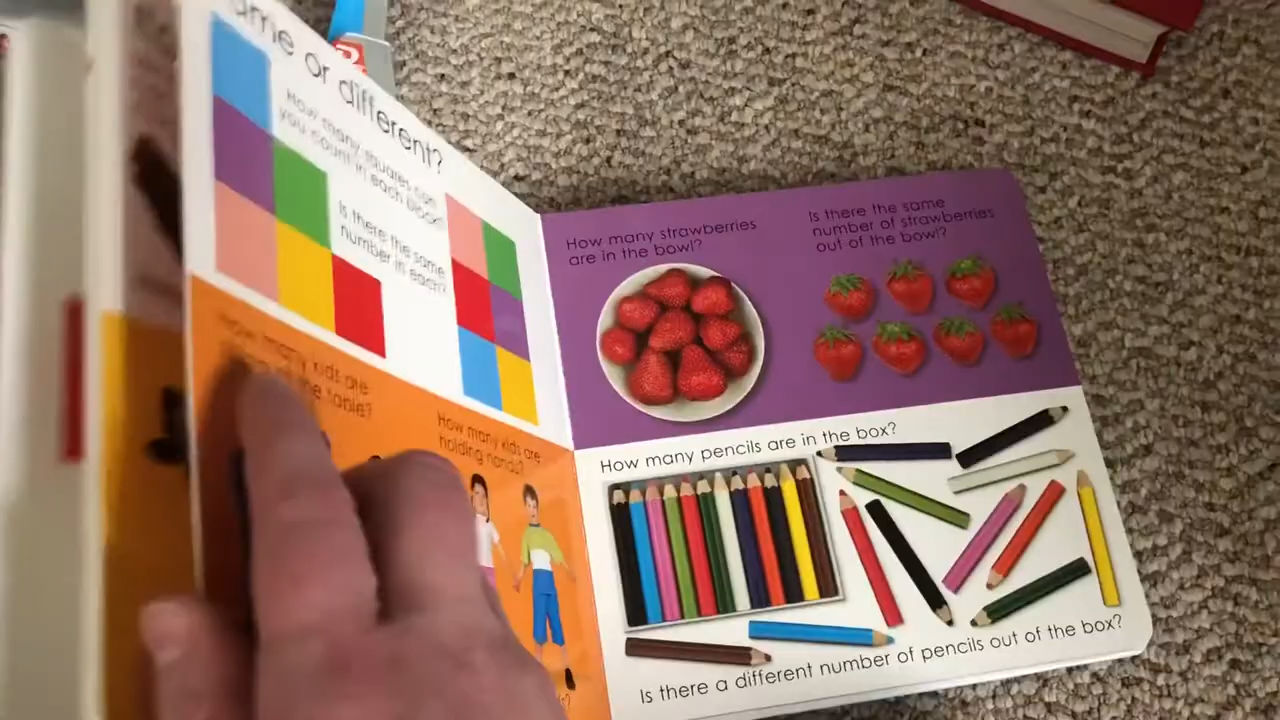 or different?
How many squares can
you count in each block?
Is there the same
number in each?
How many kids are
the table?
How many kids are
holding hands?
How many strawberries
are in the bowl?
Is there the same
number of strawberries
out of the bowl?
How many pencils are in the box?
Is there a different number of pencils out of the box?